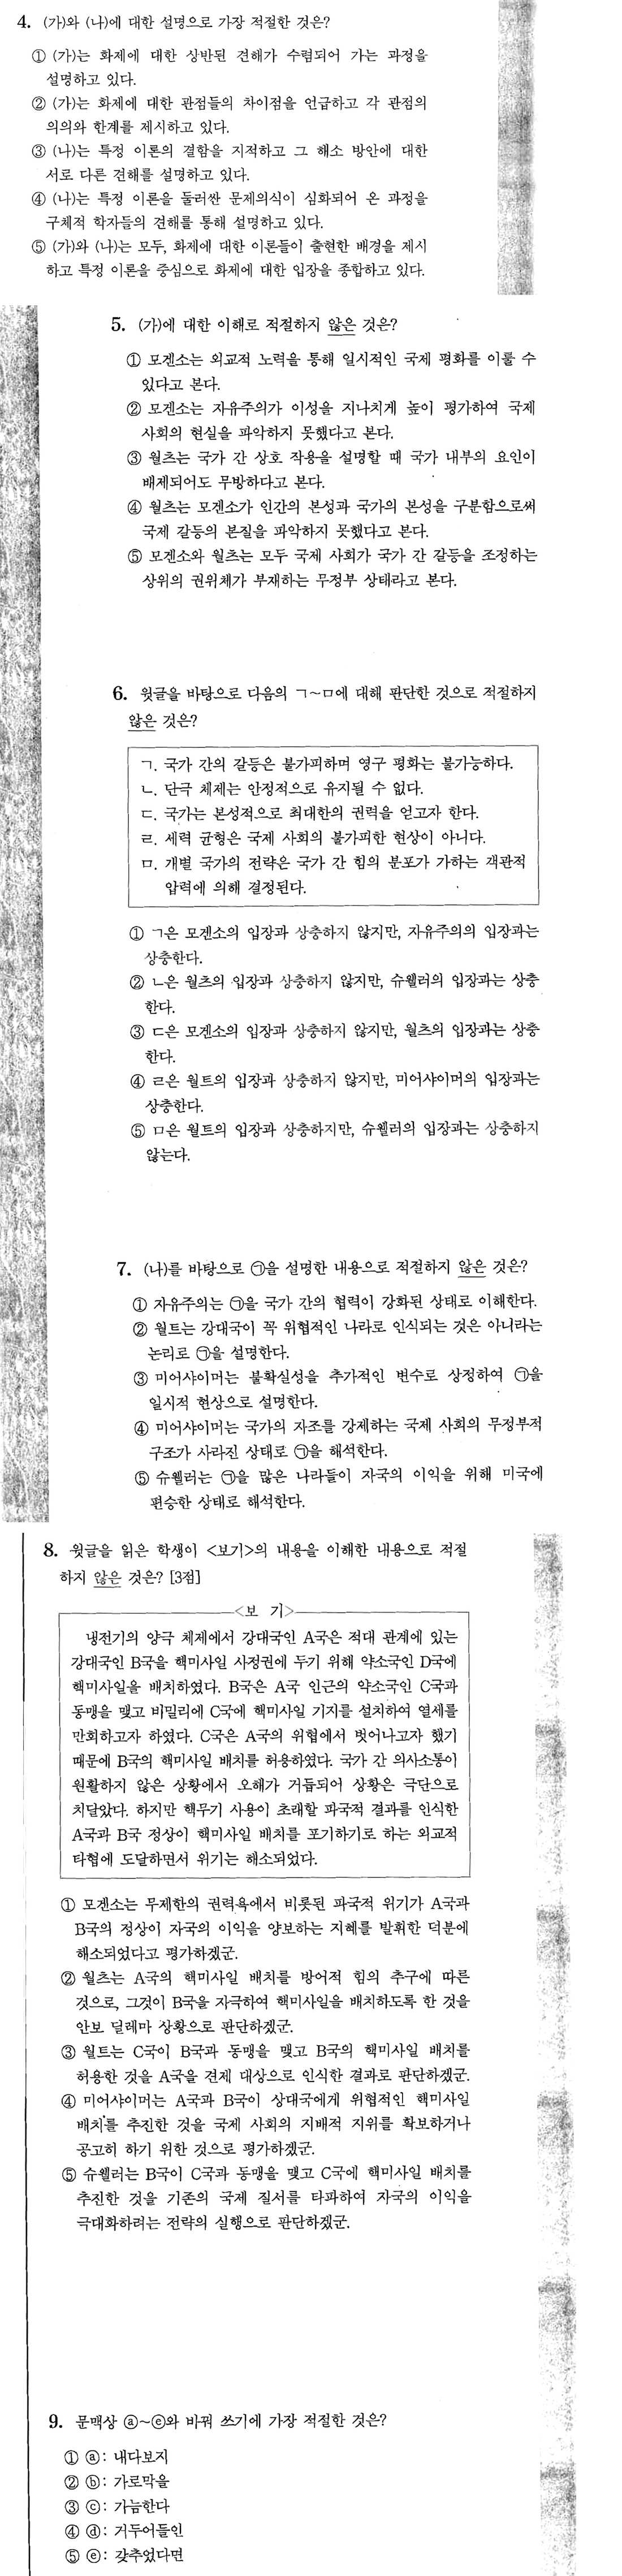 4. (가)와 (나)에 대한 설명으로 가장 적절한 것은?
① (가)는 화제에 대한 상반된 견해가 수렴되어 가는 과정을
설명하고 있다.
② (가)는 화제에 대한 관점들의 차이점을 언급하고 각 관점의
의의와 한계를 제시하고 있다.
③ (나)는 특정 이론의 결함을 지적하고 그 해소 방안에 대한
서로 다른 견해를 설명하고 있다.
④ (나)는 특정 이론을 둘러싼 문제의식이 심화되어 온 과정을
구체적 학자들의 견해를 통해 설명하고 있다.
⑤ (가)와 (나)는 모두, 화제에 대한 이론들이 출현한 배경을 제시
하고 특정 이론을 중심으로 화제에 대한 입장을 종합하고 있다.
5. (가)에 대한 이해로 적절하지 않은 것은?
① 모겐소는 외교적 노력을 통해 일시적인 국제 평화를 이룰 수
있다고 본다.
② 모겐소는 자유주의가 이성을 지나치게 높이 평가하여 국제
사회의 현실을 파악하지 못했다고 본다.
③ 월츠는 국가 간 상호 작용을 설명할 때 국가 내부의 요인이
배제되어도 무방하다고 본다.
④ 월츠는 모겐소가 인간의 본성과 국가의 본성을 구분함으로써
국제 갈등의 본질을 파악하지 못했다고 본다.
⑤ 모겐소와 월츠는 모두 국제 사회가 국가 간 갈등을 조정하는
상위의 권위체가 부재하는 무정부 상태라고 본다.
6. 윗글을 바탕으로 다음의 ㄱ~ㅁ에 대해 판단한 것으로 적절하지
않은 것은?
ㄱ. 국가 간의 갈등은 불가피하며 영구 평화는 불가능하다.
ㄴ. 단극 체제는 안정적으로 유지될 수 없다.
ㄷ. 국가는 본성적으로 최대한의 권력을 얻고자 한다.
ㄹ. 세력 균형은 국제 사회의 불가피한 현상이 아니다.
ㅁ. 개별 국가의 전략은 국가 간 힘의 분포가 가하는 객관적
압력에 의해 결정된다.
① ㄱ은 모겐소의 입장과 상충하지 않지만, 자유주의의 입장과는
상충한다.
② ㄴ은 월츠의 입장과 상충하지 않지만, 슈웰러의 입장과는 상충
한다.
③ ㄷ은 모겐소의 입장과 상충하지 않지만, 월츠의 입장과는 상충
한다.
④ ㄹ은 월트의 입장과 상충하지 않지만, 미어샤이머의 입장과는
상충한다.
⑤ ㅁ은 월트의 입장과 상충하지만, 슈웰러의 입장과는 상충하지
않는다.
7. (나)를 바탕으로 ㉠을 설명한 내용으로 적절하지 않은 것은?
① 자유주의는 ㉠을 국가 간의 협력이 강화된 상태로 이해한다.
② 월트는 강대국이 꼭 위협적인 나라로 인식되는 것은 아니라는
논리로 ㉠을 설명한다.
③ 미어샤이머는 불확실성을 추가적인 변수로 상정하여 ㉠을
일시적 현상으로 설명한다.
④ 미어샤이머는 국가의 자조를 강제하는 국제 사회의 무정부적
구조가 사라진 상태로 ㉠을 해석한다.
⑤ 슈웰러는 ㉠을 많은 나라들이 자국의 이익을 위해 미국에
편승한 상태로 해석한다.
8. 윗글을 읽은 학생이 <보기>의 내용을 이해한 내용으로 적절
하지 않은 것은? [3점]
<보 기>
냉전기의 양극 체제에서 강대국인 A국은 적대 관계에 있는
강대국인 B국을 핵미사일 사정권에 두기 위해 약소국인 D국에
핵미사일을 배치하였다. B국은 A국 인근의 약소국인 C국과
동맹을 맺고 비밀리에 C국에 핵미사일 기지를 설치하여 열세를
만회하고자 하였다. C국은 A국의 위협에서 벗어나고자 했기
때문에 B국의 핵미사일 배치를 허용하였다. 국가 간 의사소통이
원활하지 않은 상황에서 오해가 거듭되어 상황은 극단으로
치달았다. 하지만 핵무기 사용이 초래할 파국적 결과를 인식한
A국과 B국 정상이 핵미사일 배치를 포기하기로 하는 외교적
타협에 도달하면서 위기는 해소되었다.
① 모겐소는 무제한의 권력욕에서 비롯된 파국적 위기가 A국과
B국의 정상이 자국의 이익을 양보하는 지혜를 발휘한 덕분에
해소되었다고 평가하겠군.
② 월츠는 A국의 핵미사일 배치를 방어적 힘의 추구에 따른
것으로, 그것이 B국을 자극하여 핵미사일을 배치하도록 한 것을
안보 딜레마 상황으로 판단하겠군.
③ 월트는 C국이 B국과 동맹을 맺고 B국의 핵미사일 배치를
허용한 것을 A국을 견제 대상으로 인식한 결과로 판단하겠군.
④ 미어샤이머는 A국과 B국이 상대국에게 위협적인 핵미사일
배치를 추진한 것을 국제 사회의 지배적 지위를 확보하거나
공고히 하기 위한 것으로 평가하겠군.
⑤ 슈웰러는 B국이 C국과 동맹을 맺고 C국에 핵미사일 배치를
추진한 것을 기존의 국제 질서를 타파하여 자국의 이익을
극대화하려는 전략의 실행으로 판단하겠군.
9. 문맥상 ⓐ~ⓔ와 바꿔 쓰기에 가장 적절한 것은?
① ⓐ: 내다보지
② ⓑ: 가로막을
③ ⓒ: 가늠한다
④ ⓓ: 거두어들인
⑤ ⓔ: 갖추었다면